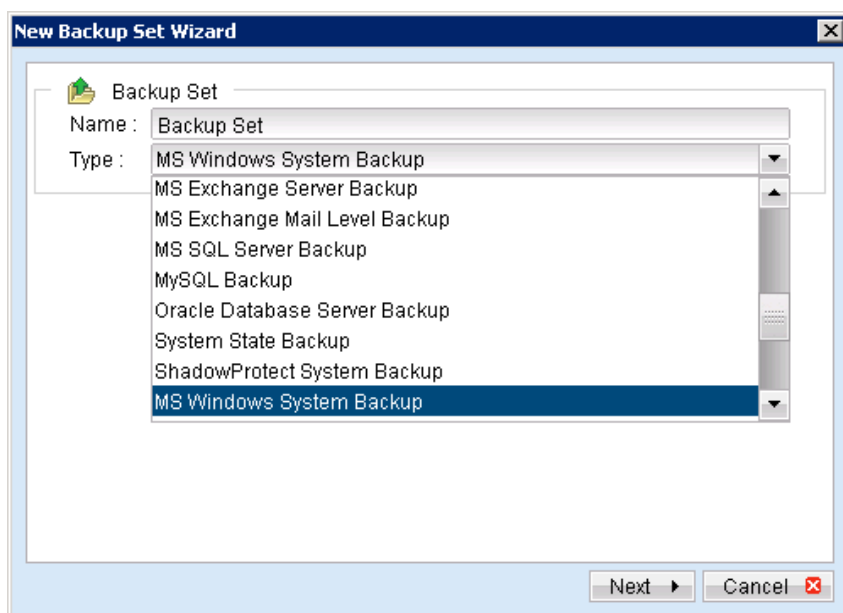 New Backup Set Wizard
Backup Set
Name : Backup Set
Type : MS Windows System Backup
MS Exchange Server Backup
MS Exchange Mail Level Backup
MS SQL Server Backup
MySQL Backup
Oracle Database Server Backup
System State Backup
ShadowProtect System Backup
MS Windows System Backup
Next Cancel